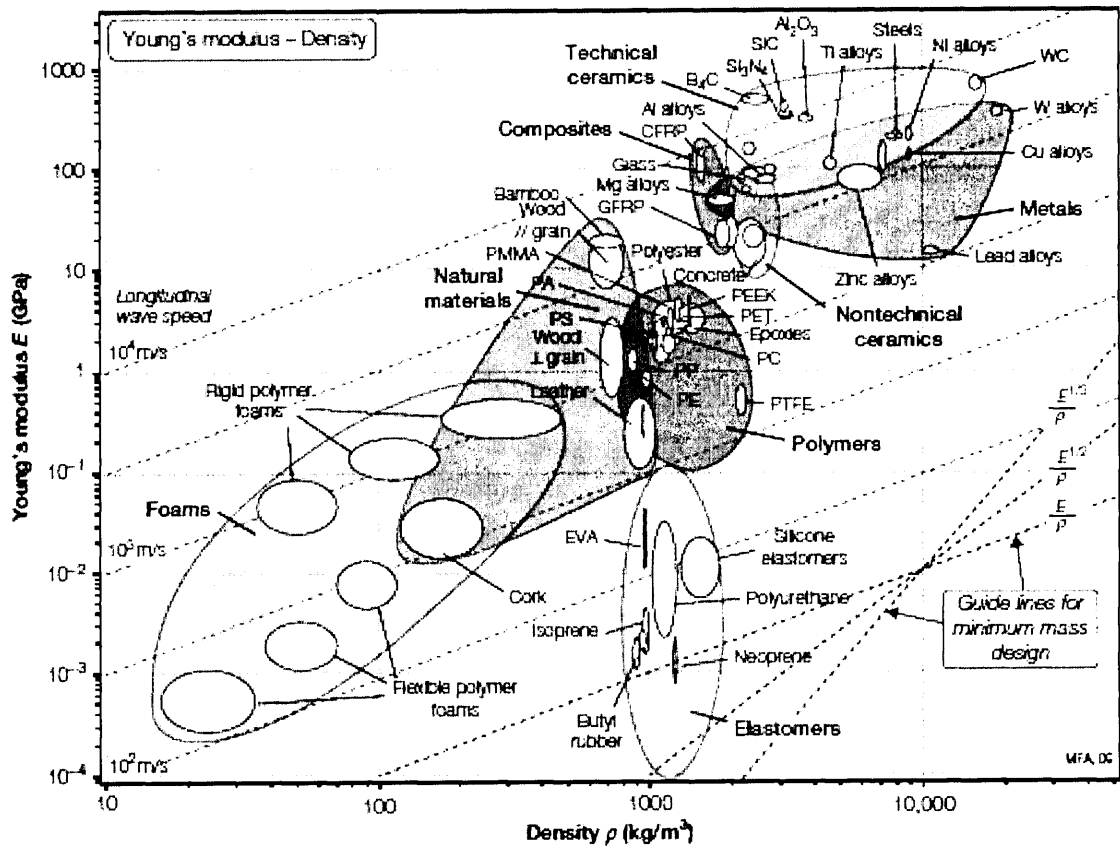 Young's modulus – Density
Technical ceramics
Composites
CFRP
Glass
Mg alloys
GFRP
Al alloys
B₄C
Si₃N₄
SiC
Al₂O₃
Ti alloys
Steels
Ni alloys
WC
W alloys
Cu alloys
Metals
Lead alloys
Zinc alloys
Nontechnical ceramics
Bamboo
Wood // grain
PMMA
PA
Natural materials
PS
Wood ⊥ grain
Leather
Polyester
Concrete
PEEK
PET
Epoxies
PC
PP
PE
PTFE
Polymers
Longitudinal wave speed
10⁴ m/s
10³ m/s
10² m/s
Rigid polymer foams
Foams
Cork
Flexible polymer foams
EVA
Isoprene
Butyl rubber
Silicone elastomers
Polyurethane
Neoprene
Elastomers
E¹ᐟ³/ρ
E¹ᐟ²/ρ
E/ρ
Guide lines for minimum mass design
MFA, 09
Young's modulus E (GPa)
1000
100
10
1
10⁻¹
10⁻²
10⁻³
10⁻⁴
10
100
1000
10,000
Density ρ (kg/m³)